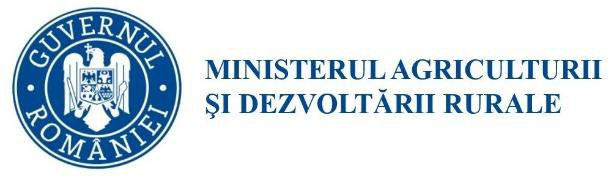 GUVERNUL
ROMÂNIEI
MINISTERUL AGRICULTURII
ŞI DEZVOLTĂRII RURALE